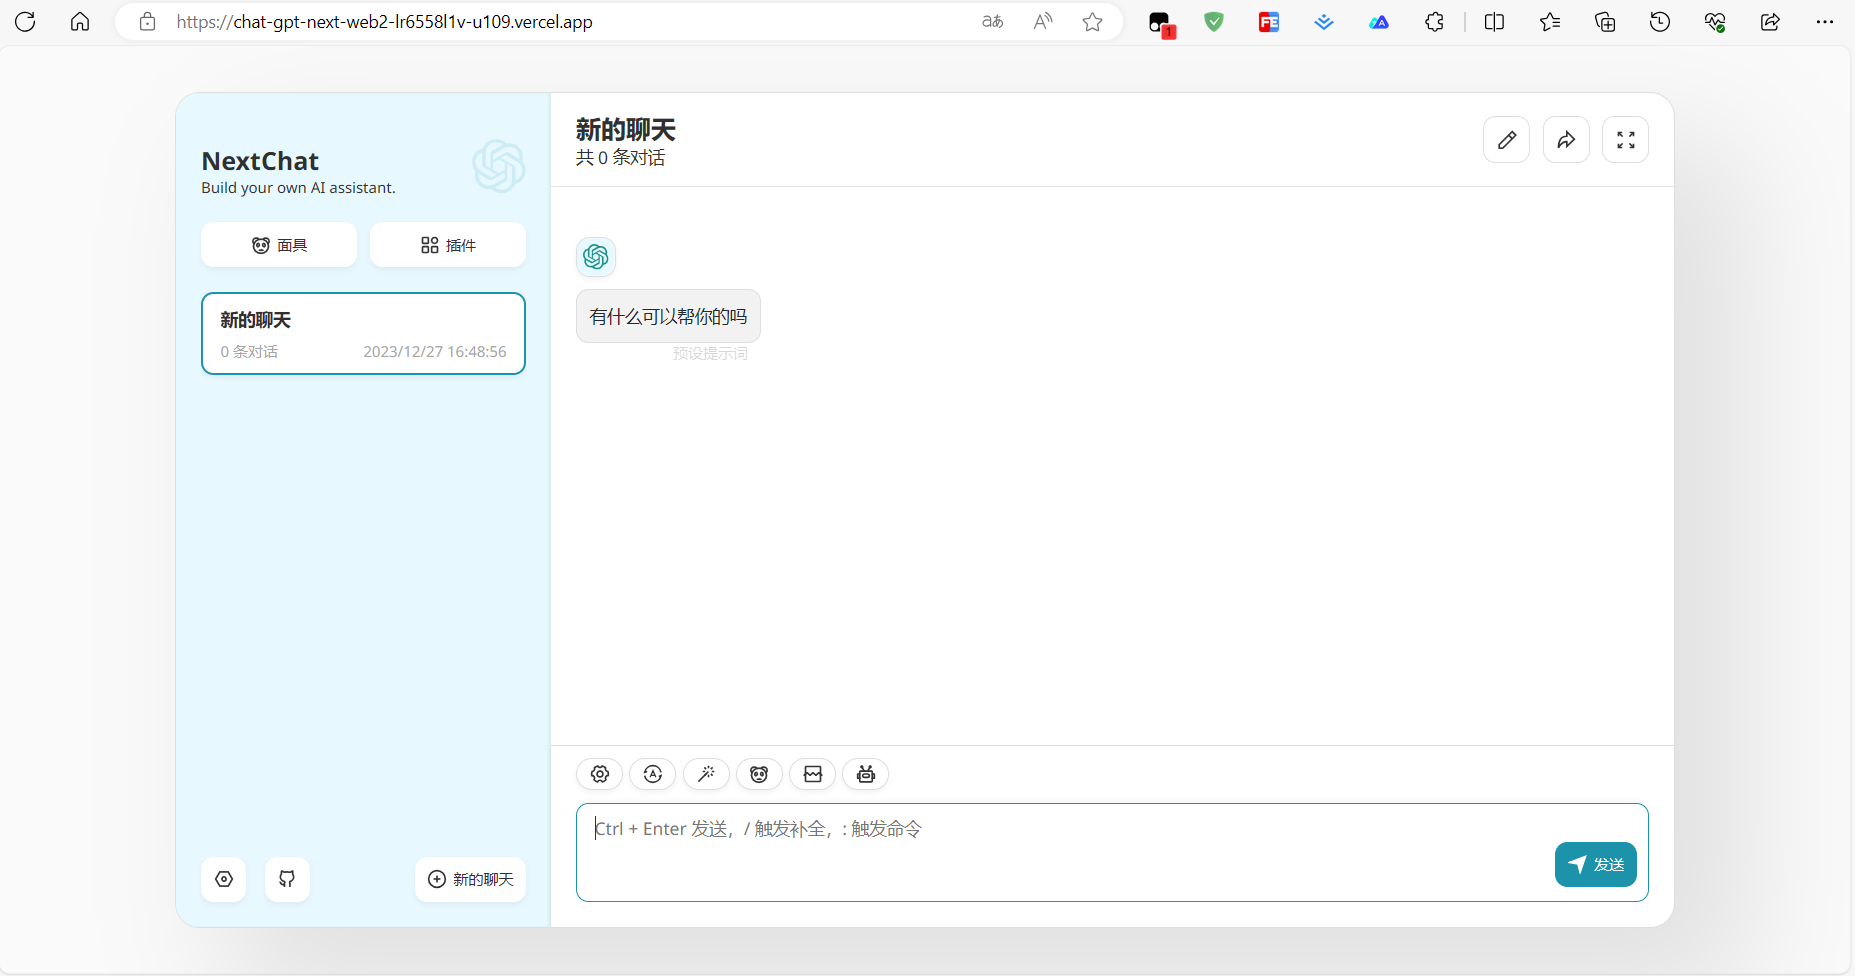 https://chat-gpt-next-web2-lr6558l1v-u109.vercel.app
aあ
A
1
FE
A
NextChat
Build your own AI assistant.
面具
插件
新的聊天
0 条对话
2023/12/27 16:48:56
新的聊天
新的聊天
共 0 条对话
有什么可以帮你的吗
预设提示词
A
Ctrl + Enter 发送，/ 触发补全，: 触发命令
发送